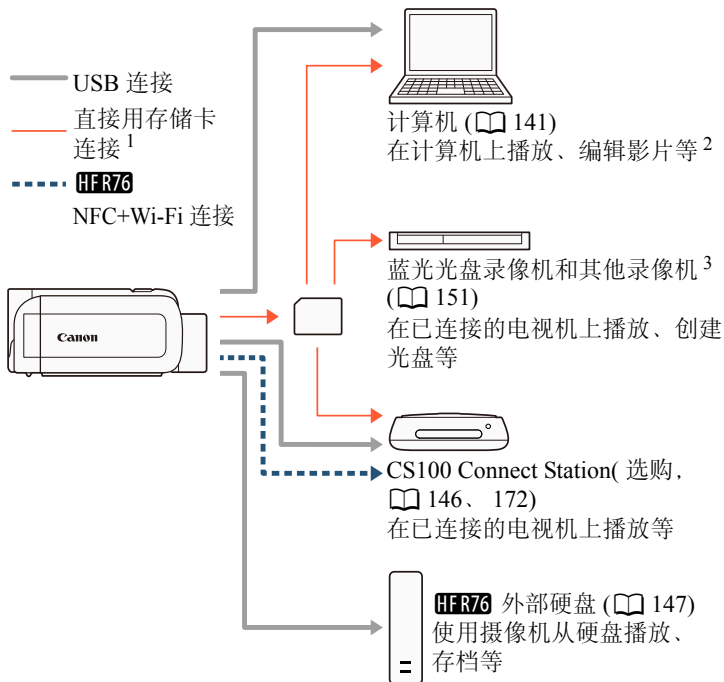 USB 连接
直接用存储卡
连接 1
HF R76
NFC+Wi-Fi 连接
Canon
计算机 ( 141)
在计算机上播放、编辑影片等 2
蓝光光盘录像机和其他录像机 3
( 151)
在已连接的电视机上播放、创建
光盘等
CS100 Connect Station( 选购，
146、 172)
在已连接的电视机上播放等
HF R76 外部硬盘 ( 147)
使用摄像机从硬盘播放、
存档等